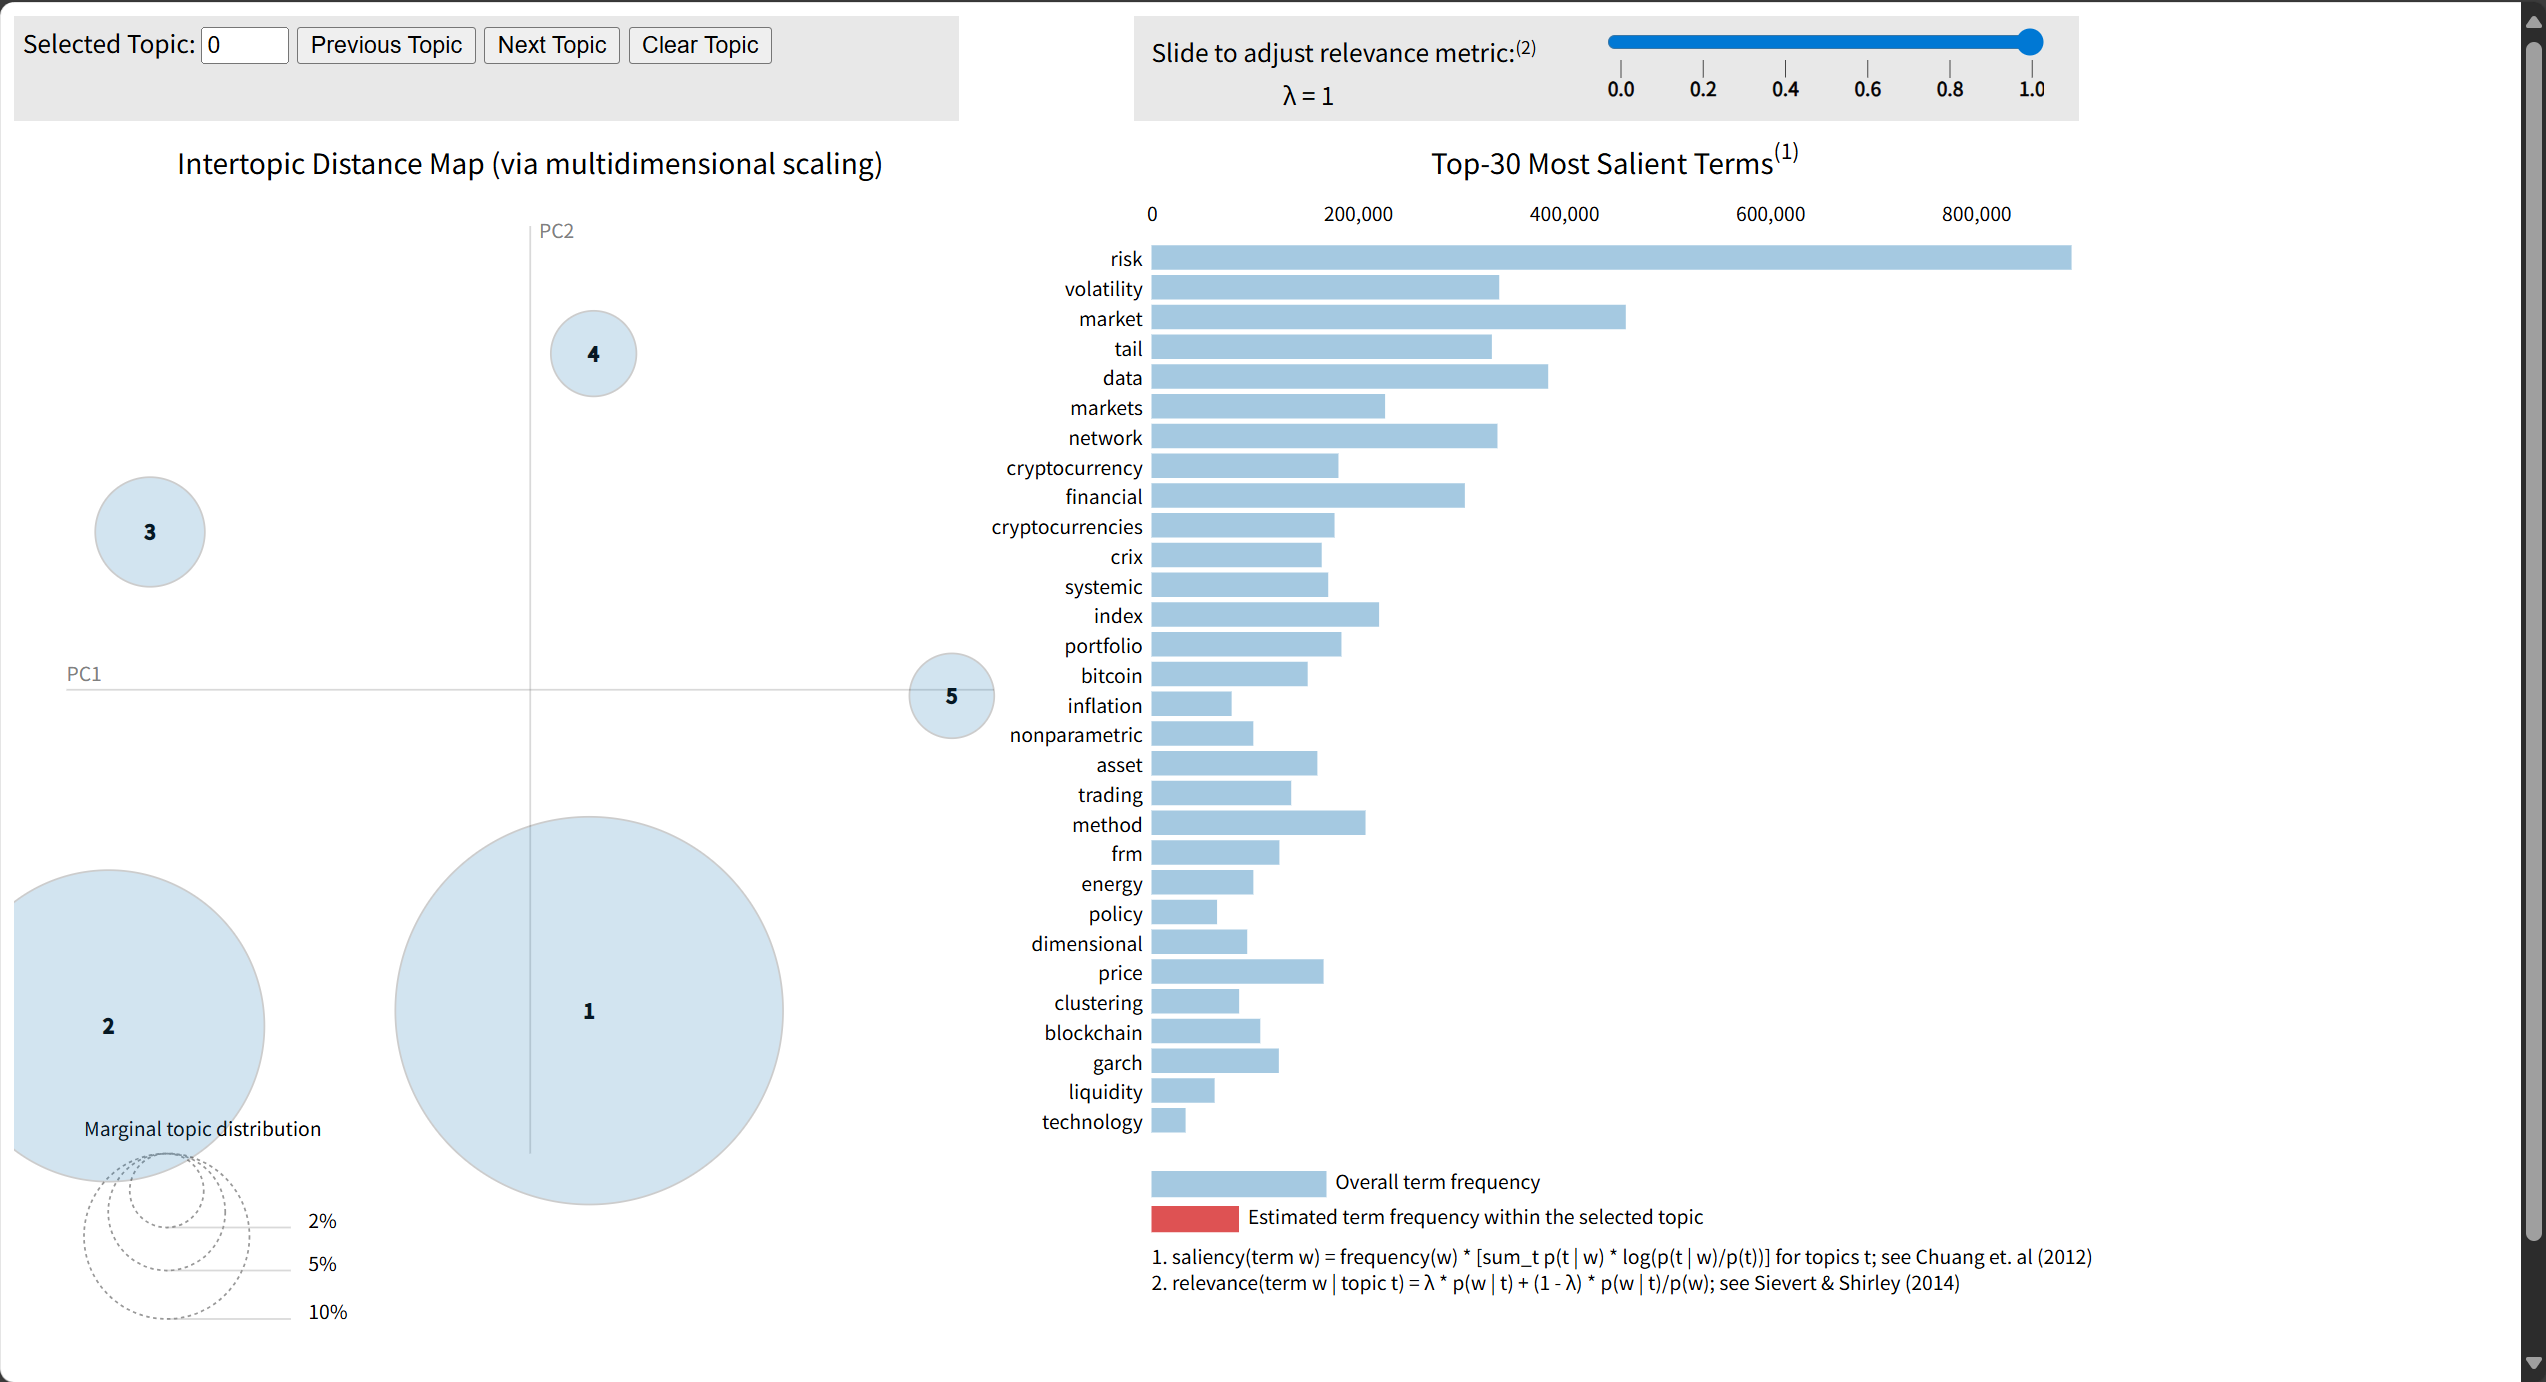 Selected Topic: 0 Previous Topic Next Topic Clear Topic
Slide to adjust relevance metric:(2)
λ = 1
0.0 0.2 0.4 0.6 0.8 1.0
Intertopic Distance Map (via multidimensional scaling)
PC2
4
3
PC1
5
2
1
Marginal topic distribution
2%
5%
10%
Top-30 Most Salient Terms(1)
0 200,000 400,000 600,000 800,000
risk
volatility
market
tail
data
markets
network
cryptocurrency
financial
cryptocurrencies
crix
systemic
index
portfolio
bitcoin
inflation
nonparametric
asset
trading
method
frm
energy
policy
dimensional
price
clustering
blockchain
garch
liquidity
technology
Overall term frequency
Estimated term frequency within the selected topic
1. saliency(term w) = frequency(w) * [sum_t p(t | w) * log(p(t | w)/p(t))] for topics t; see Chuang et. al (2012)
2. relevance(term w | topic t) = λ * p(w | t) + (1 - λ) * p(w | t)/p(w); see Sievert & Shirley (2014)